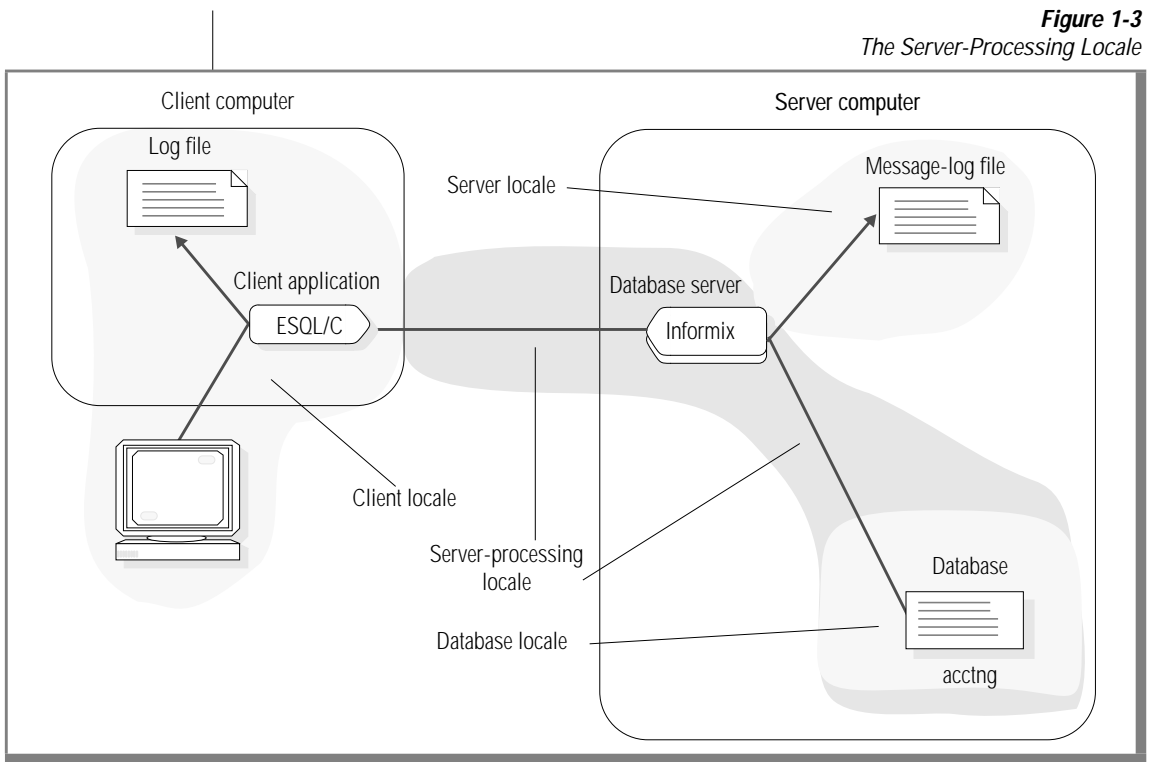 Figure 1-3
The Server-Processing Locale
Client computer
Server computer
Log file
Message-log file
Server locale
Client application
Database server
ESQL/C
Informix
Client locale
Server-processing
locale
Database
Database locale
acctng